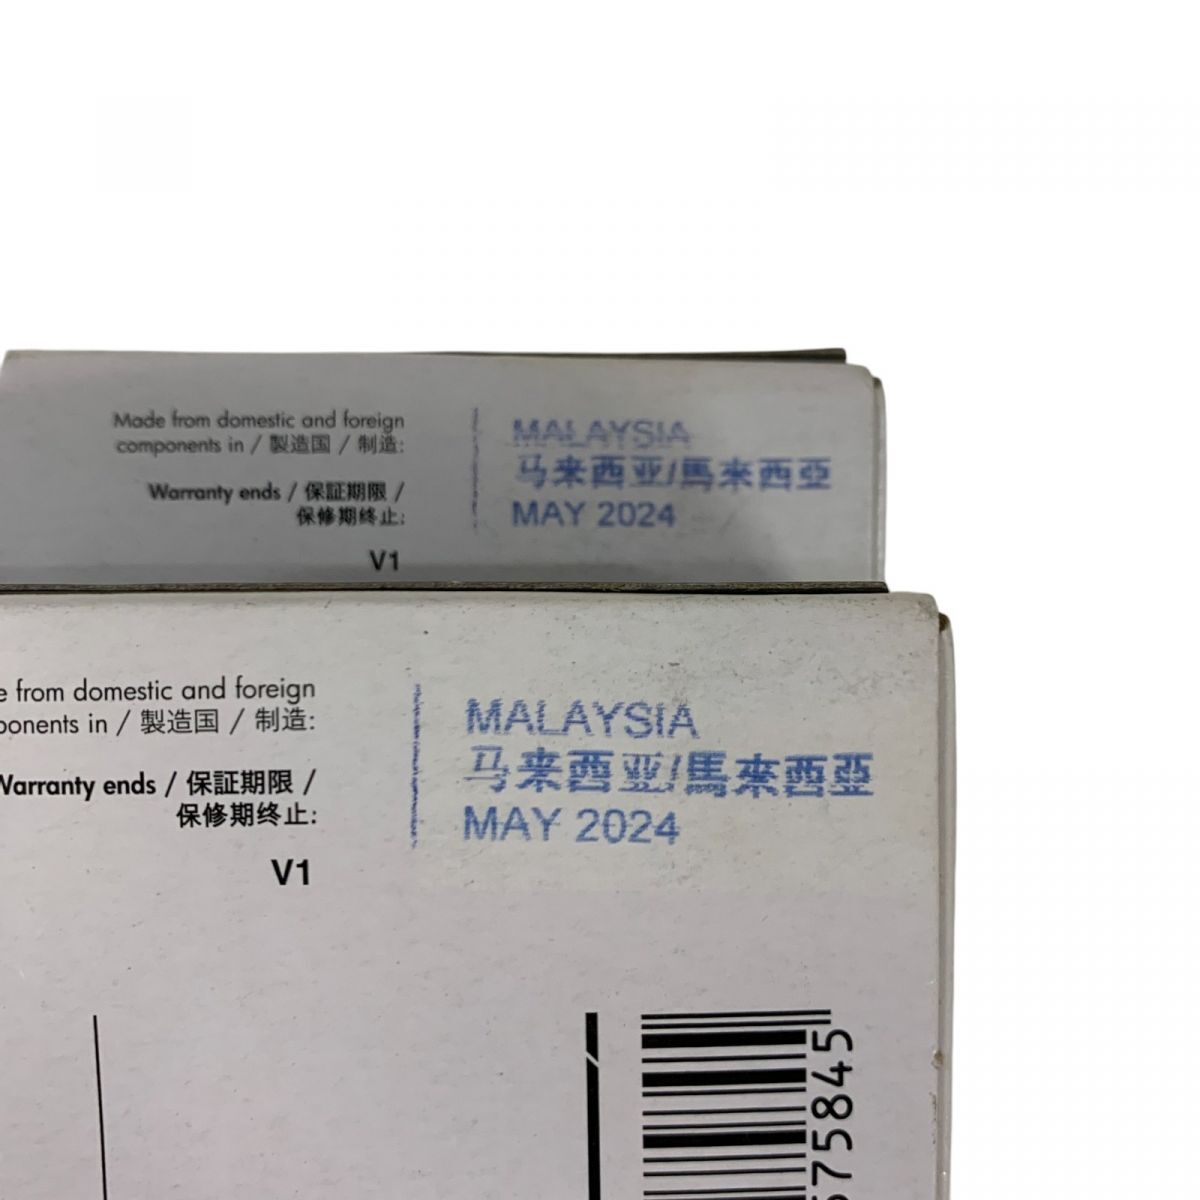 Made from domestic and foreign
components in / 製造国 / 制造:
Warranty ends / 保証期限 /
保修期终止:
V1
MALAYSIA
马来西亚/馬來西亞
MAY 2024
from domestic and foreign
in / 製造国 / 制造:
Warranty ends / 保証期限 /
保修期终止:
V1
MALAYSIA
马来西亚/馬來西亞
MAY 2024
75845